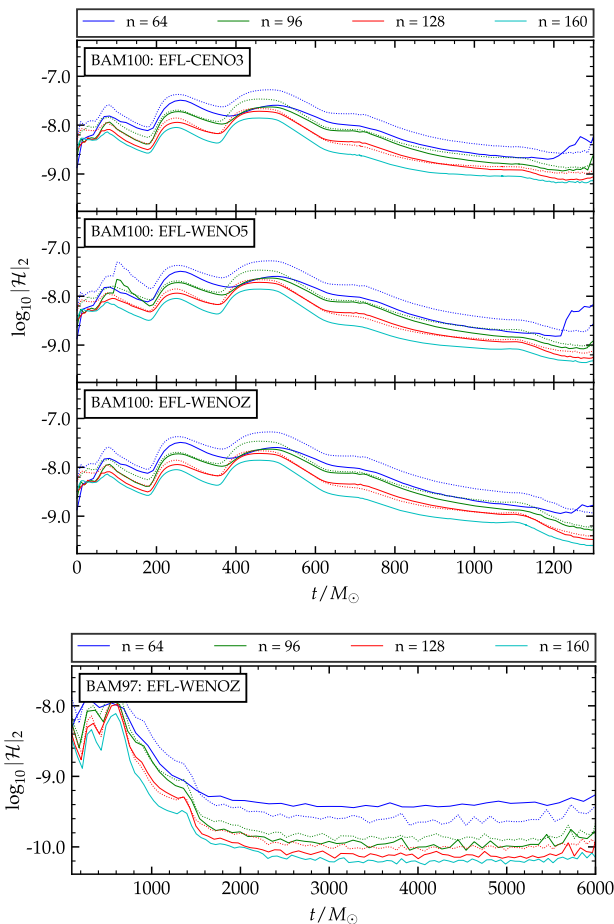 n = 64 n = 96 n = 128 n = 160
BAM100: EFL-CENO3
-7.0
-8.0
-9.0
BAM100: EFL-WENO5
-7.0
-8.0
-9.0
log₁₀ |ℋ|₂
BAM100: EFL-WENOZ
-7.0
-8.0
-9.0
0 200 400 600 800 1000 1200
t/M☉
n = 64 n = 96 n = 128 n = 160
BAM97: EFL-WENOZ
-8.0
-9.0
-10.0
log₁₀ |ℋ|₂
1000 2000 3000 4000 5000 6000
t/M☉